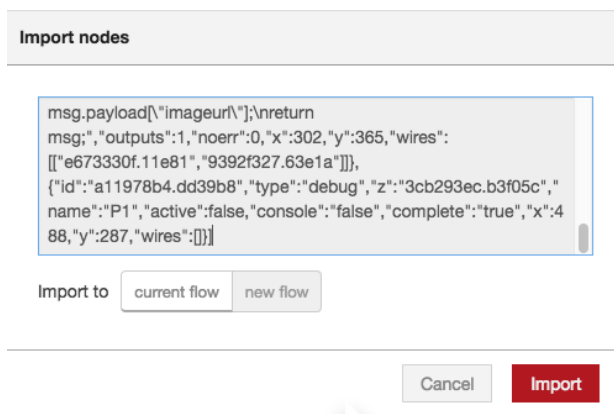 Import nodes
msg.payload[\"imageurl\"];\nreturn
msg;","outputs":1,"noerr":0,"x":302,"y":365,"wires":
[["e673330f.11e81","9392f327.63e1a"]]},
{"id":"a11978b4.dd39b8","type":"debug","z":"3cb293ec.b3f05c","
name":"P1","active":false,"console":"false","complete":"true","x":4
88,"y":287,"wires":[]}]
Import to current flow new flow
Cancel Import